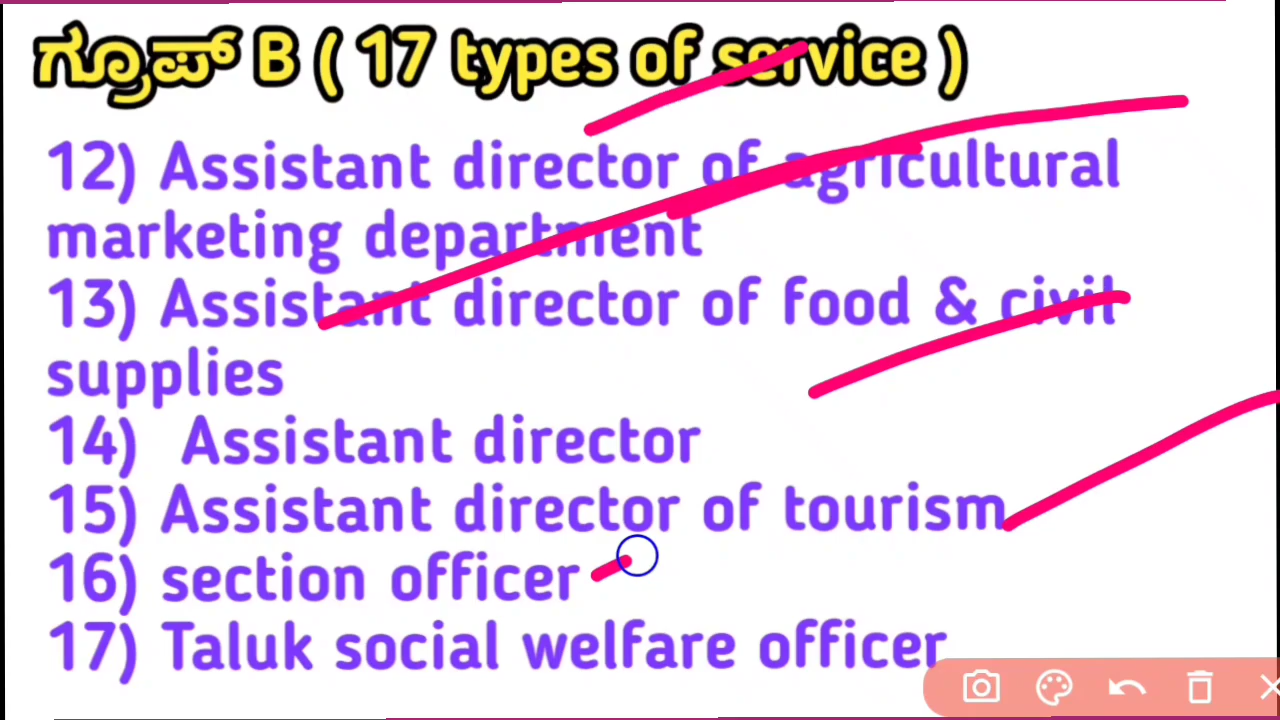 ಗ್ರೂಪ್ B ( 17 types of service )
12) Assistant director of agricultural
marketing department
13) Assistant director of food & civil
supplies
14) Assistant director
15) Assistant director of tourism
16) section officer
17) Taluk social welfare officer